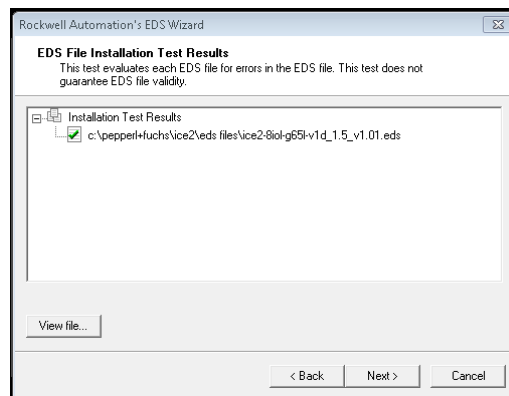 Rockwell Automation's EDS Wizard
EDS File Installation Test Results
This test evaluates each EDS file for errors in the EDS file. This test does not
guarantee EDS file validity.
Installation Test Results
c:\pepperl+fuchs\ice2\eds files\ice2-8iol-g65l-v1d_1.5_v1.01.eds
View file...
< Back
Next >
Cancel